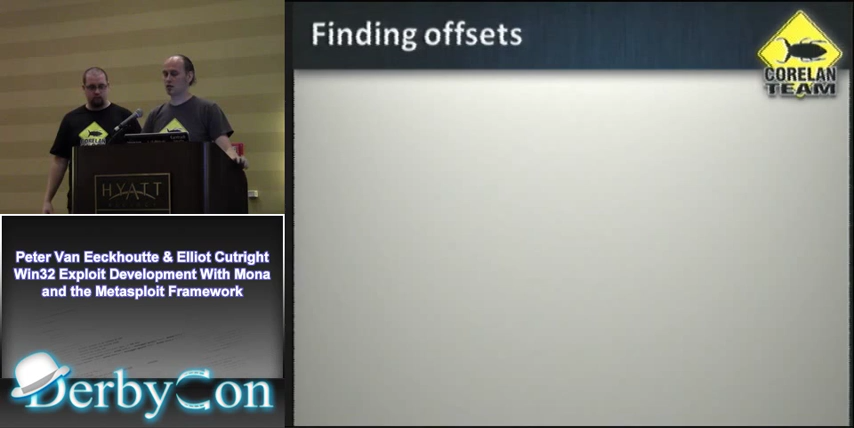 Finding offsets
CORELAN
TEAM
HYATT
Peter Van Eeckhoutte & Elliot Cutright
Win32 Exploit Development With Mona
and the Metasploit Framework
DerbyCon